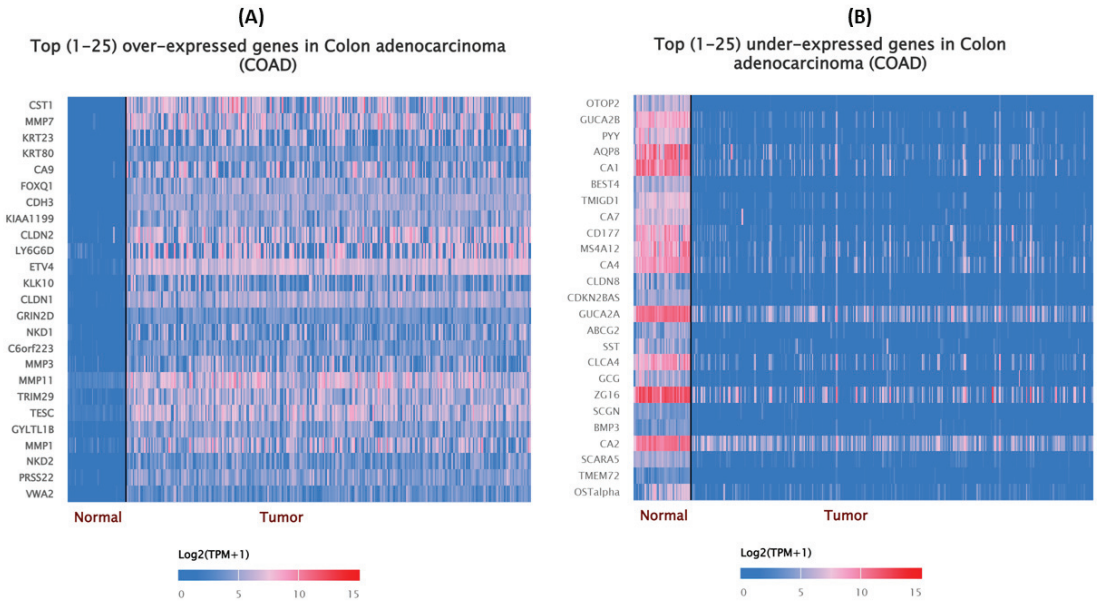 (A)
Top (1-25) over-expressed genes in Colon adenocarcinoma
(COAD)
CST1
MMP7
KRT23
KRT80
CA9
FOXQ1
CDH3
KIAA1199
CLDN2
LY6G6D
ETV4
KLK10
CLDN1
GRIN2D
NKD1
C6orf223
MMP3
MMP11
TRIM29
TESC
GYLTL1B
MMP1
NKD2
PRSS22
VWA2
Normal
Tumor
Log2(TPM+1)
0 5 10 15
(B)
Top (1-25) under-expressed genes in Colon
adenocarcinoma (COAD)
OTOP2
GUCA2B
PYY
AQP8
CA1
BEST4
TMIGD1
CA7
CD177
MS4A12
CA4
CLDN8
CDKN2BAS
GUCA2A
ABCG2
SST
CLCA4
GCG
ZG16
SCGN
BMP3
CA2
SCARA5
TMEM72
OSTalpha
Normal
Tumor
Log2(TPM+1)
0 5 10 15